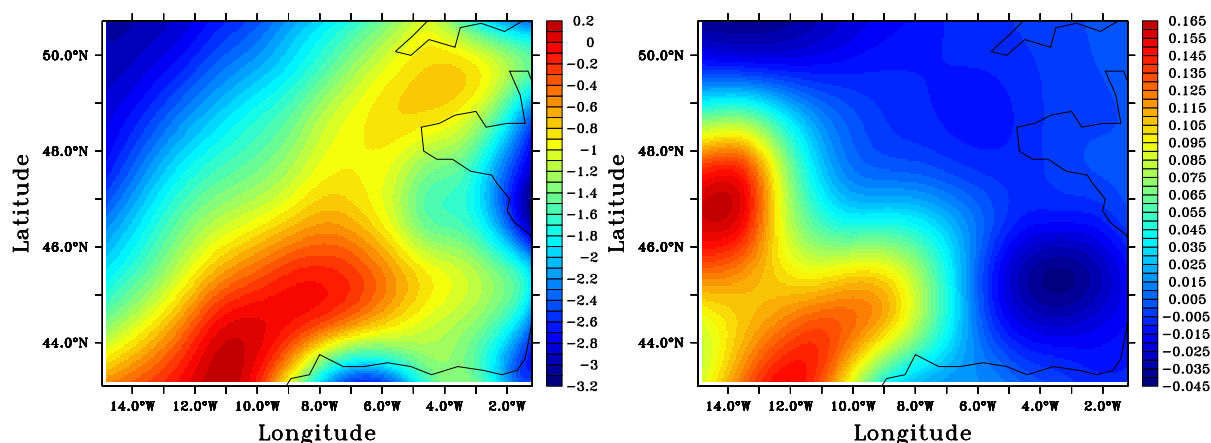 50.0°N
48.0°N
46.0°N
44.0°N
Latitude
14.0°W 12.0°W 10.0°W 8.0°W 6.0°W 4.0°W 2.0°W
Longitude
0.2
0
-0.2
-0.4
-0.6
-0.8
-1
-1.2
-1.4
-1.6
-1.8
-2
-2.2
-2.4
-2.6
-2.8
-3
-3.2
50.0°N
48.0°N
46.0°N
44.0°N
Latitude
14.0°W 12.0°W 10.0°W 8.0°W 6.0°W 4.0°W 2.0°W
Longitude
0.165
0.155
0.145
0.135
0.125
0.115
0.105
0.095
0.085
0.075
0.065
0.055
0.045
0.035
0.025
0.015
0.005
-0.005
-0.015
-0.025
-0.035
-0.045